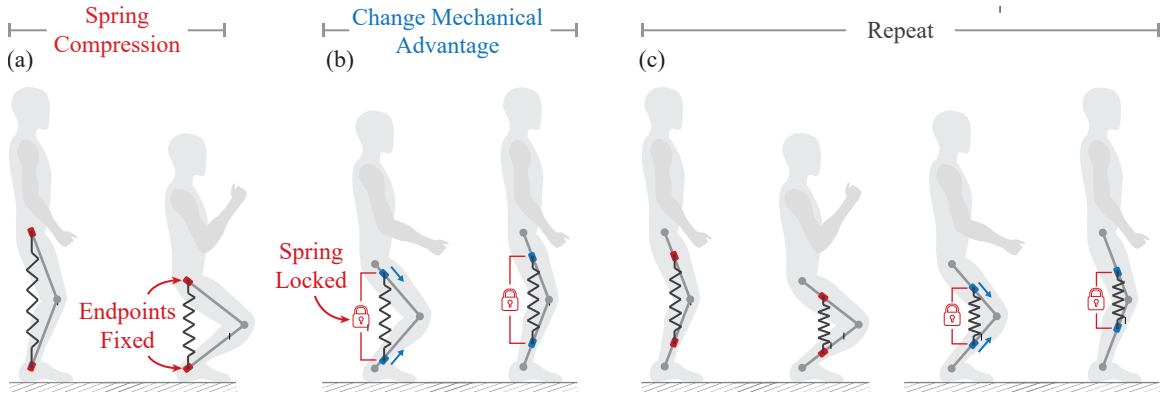 Spring
Compression
Change Mechanical
Advantage
Repeat
(a)
(b)
(c)
Endpoints
Fixed
Spring
Locked